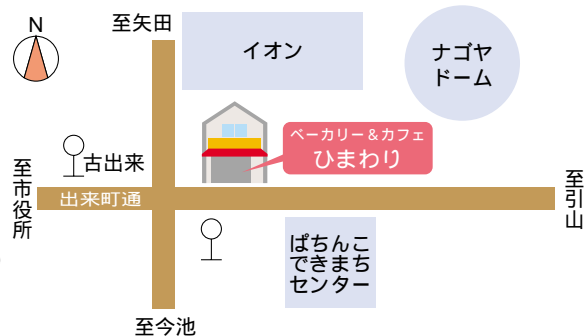 N
至矢田
イオン
ナゴヤ
ドーム
ベーカリー&カフェ
ひまわり
古出来
至市役所
出来町通
至引山
ぱちんこ
できまち
センター
至今池